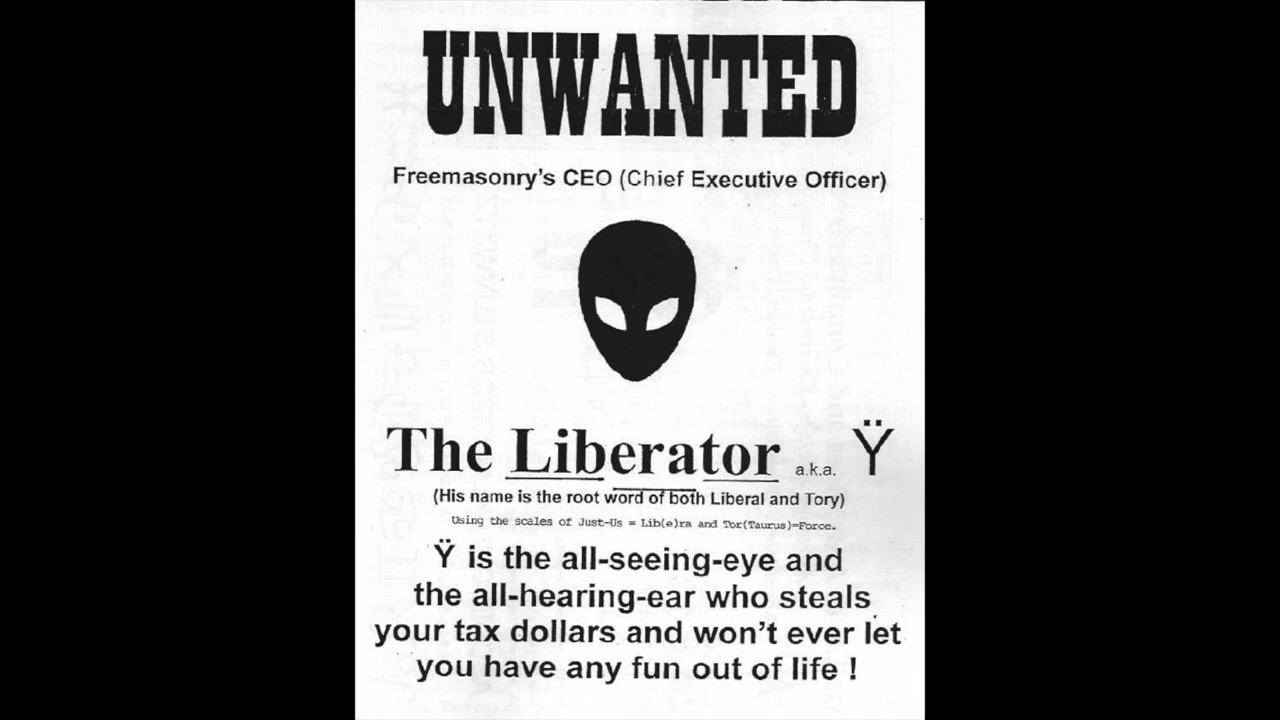 UNWANTED
Freemasonry's CEO (Chief Executive Officer)
The Liberator a.k.a. Ÿ
(His name is the root word of both Liberal and Tory)
Using the scales of Just-Us = Lib(e)ra and Tor(Taurus)=Force.
Ÿ is the all-seeing-eye and
the all-hearing-ear who steals
your tax dollars and won't ever let
you have any fun out of life !